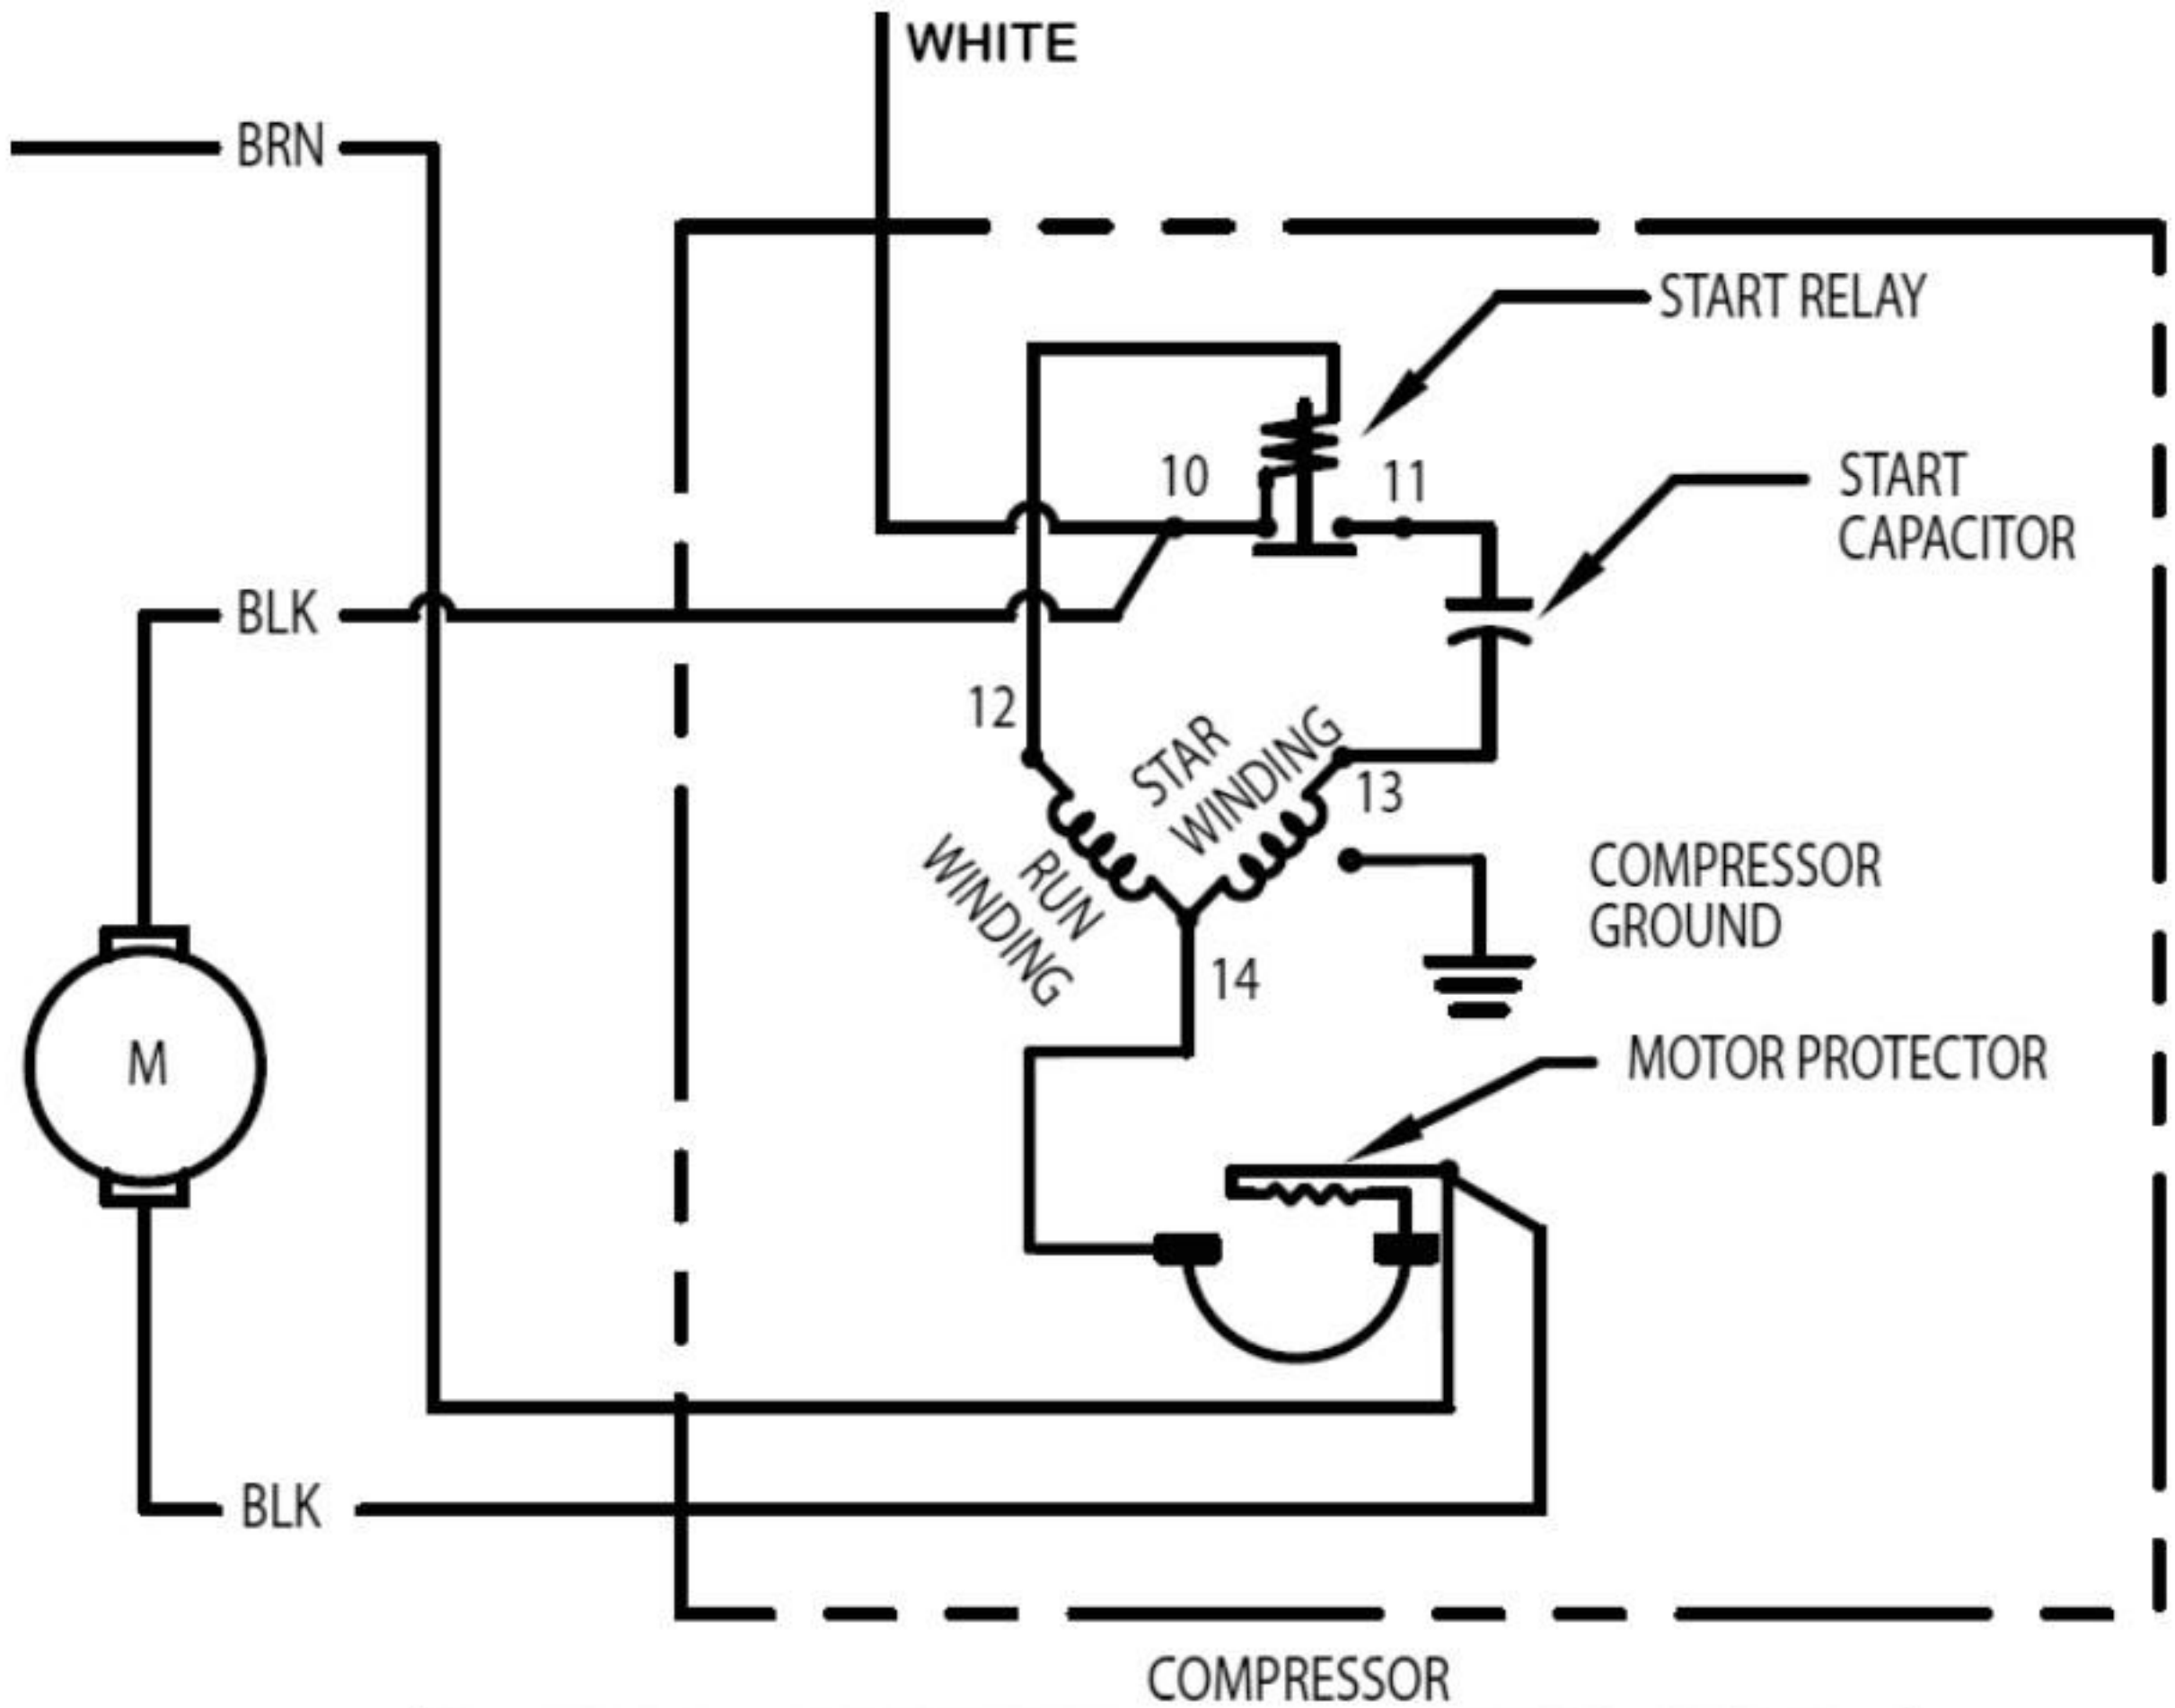 WHITE
BRN
START RELAY
10
11
START
CAPACITOR
BLK
12
STAR
WINDING
13
RUN
WINDING
COMPRESSOR
GROUND
14
M
MOTOR PROTECTOR
BLK
COMPRESSOR